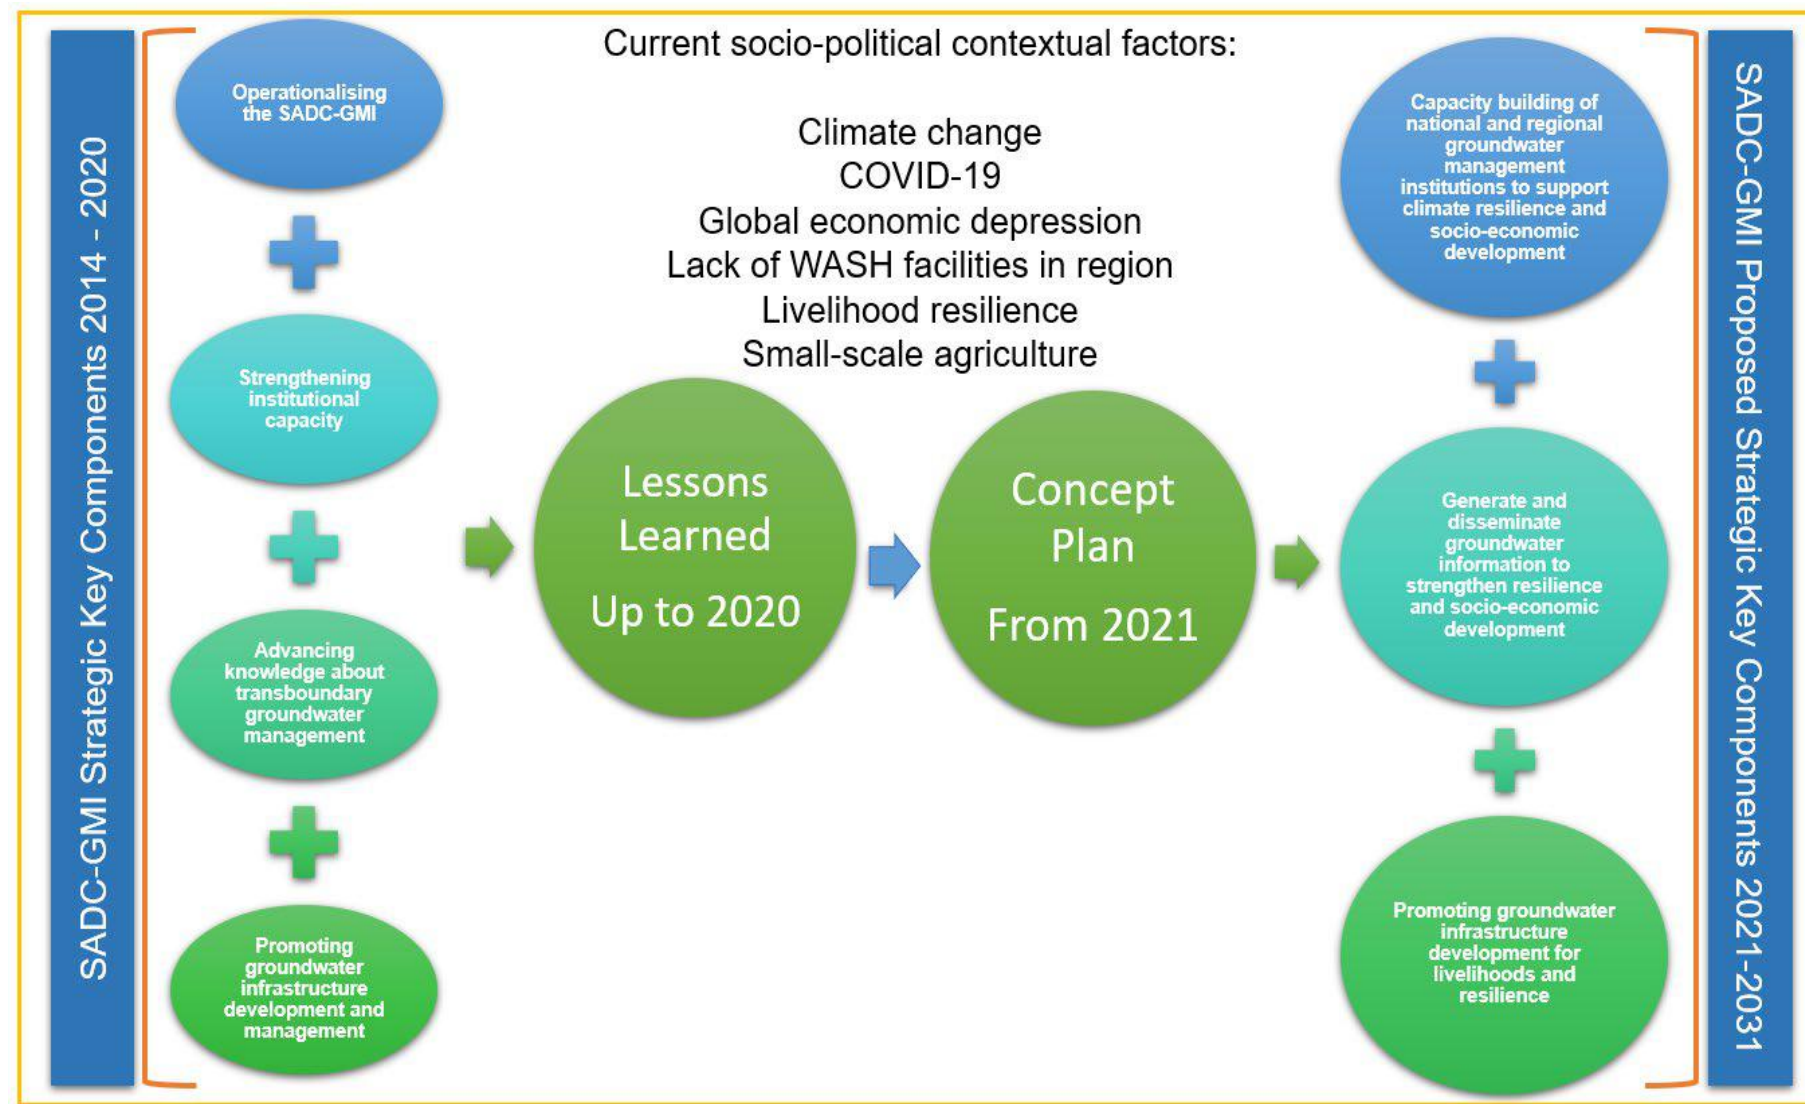 SADC-GMI Strategic Key Components 2014 - 2020
Operationalising
the SADC-GMI
Strengthening
institutional
capacity
Advancing
knowledge about
transboundary
groundwater
management
Promoting
groundwater
infrastructure
development and
management
Current socio-political contextual factors:
Climate change
COVID-19
Global economic depression
Lack of WASH facilities in region
Livelihood resilience
Small-scale agriculture
Lessons
Learned
Up to 2020
Concept
Plan
From 2021
Capacity building of
national and regional
groundwater
management
institutions to support
climate resilience and
socio-economic
development
Generate and
disseminate
groundwater
information to
strengthen resilience
and socio-economic
development
Promoting groundwater
infrastructure
development for
livelihoods and
resilience
SADC-GMI Proposed Strategic Key Components 2021-2031